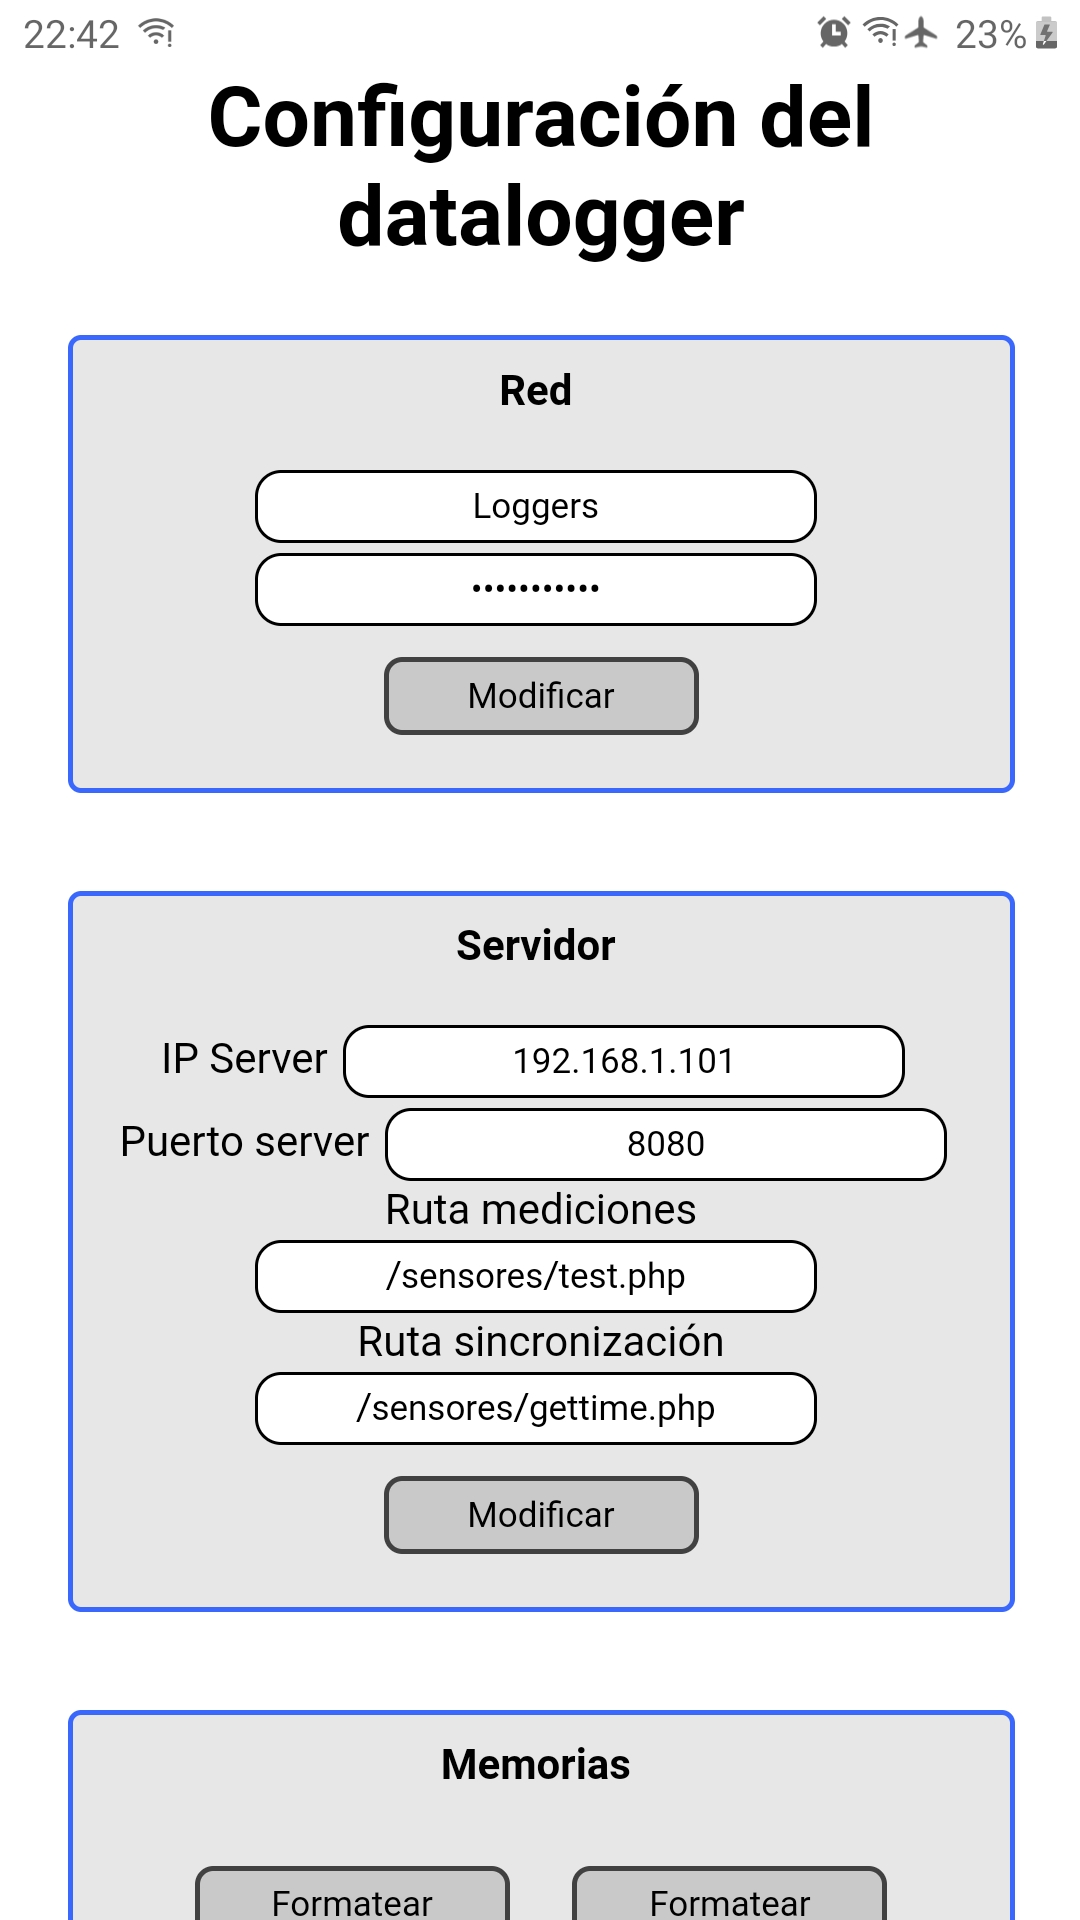 22:42
23%
Configuración del
datalogger
Red
Loggers
•••••••••••
Modificar
Servidor
IP Server 192.168.1.101
Puerto server 8080
Ruta mediciones
/sensores/test.php
Ruta sincronización
/sensores/gettime.php
Modificar
Memorias
Formatear Formatear